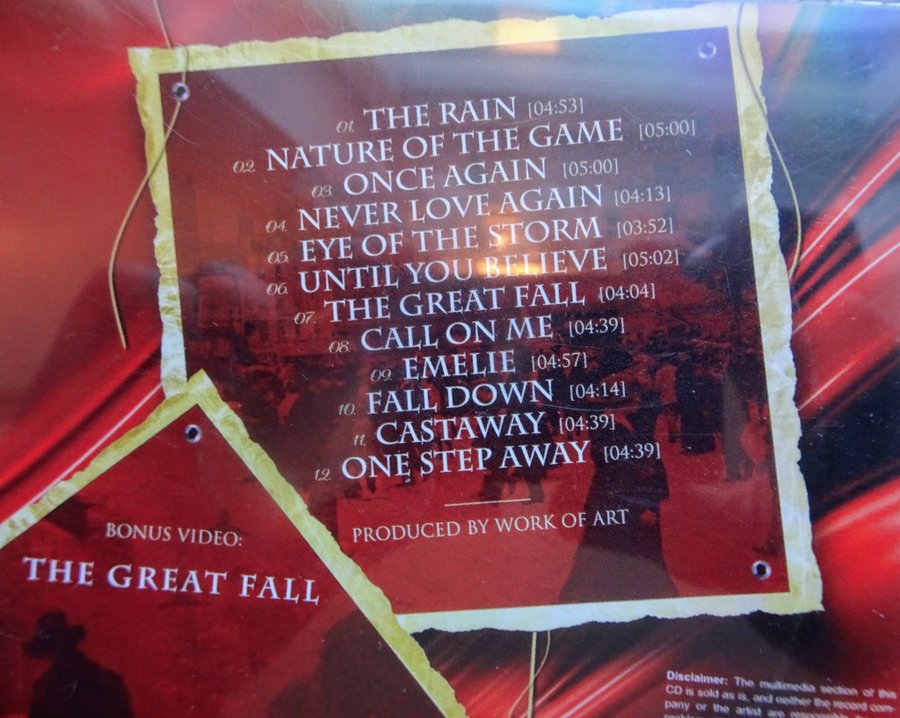 01. THE RAIN [04:53]
02. NATURE OF THE GAME [05:00]
03. ONCE AGAIN [05:00]
04. NEVER LOVE AGAIN [04:13]
05. EYE OF THE STORM [03:52]
06. UNTIL YOU BELIEVE [05:02]
07. THE GREAT FALL [04:04]
08. CALL ON ME [04:39]
09. EMELIE [04:57]
10. FALL DOWN [04:14]
11. CASTAWAY [04:39]
12. ONE STEP AWAY [04:39]
PRODUCED BY WORK OF ART
BONUS VIDEO:
THE GREAT FALL
Disclaimer: The multimedia section of this
CD is sold as is, and neither the record com-
pany or the artist are